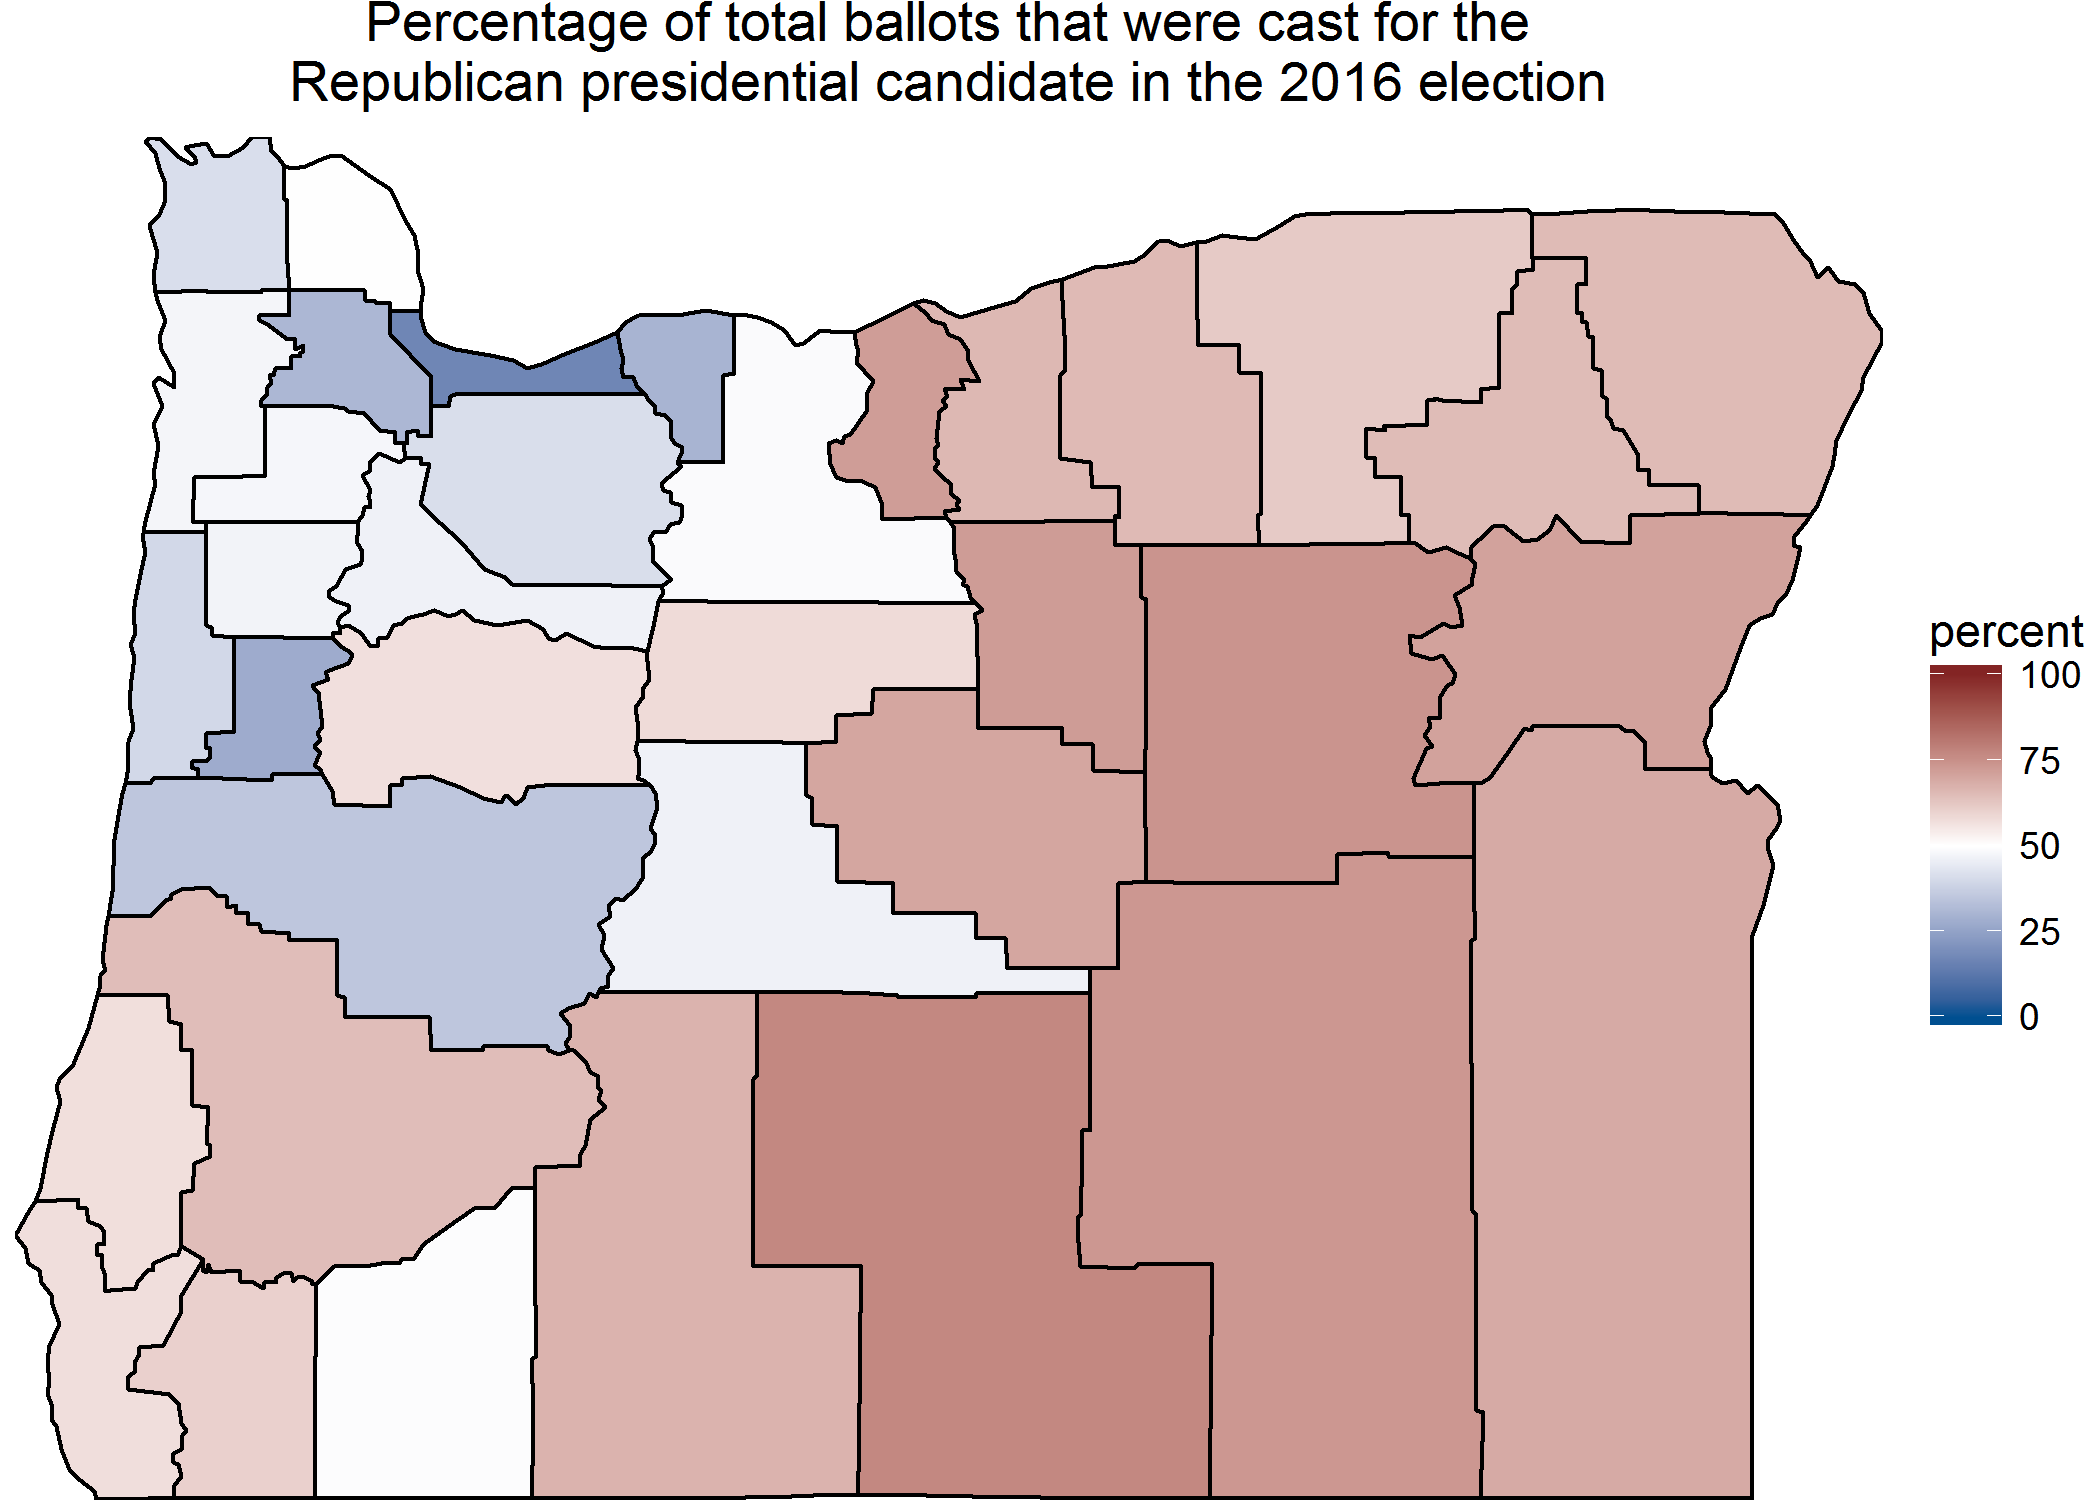 Percentage of total ballots that were cast for the
Republican presidential candidate in the 2016 election
percent
100
75
50
25
0